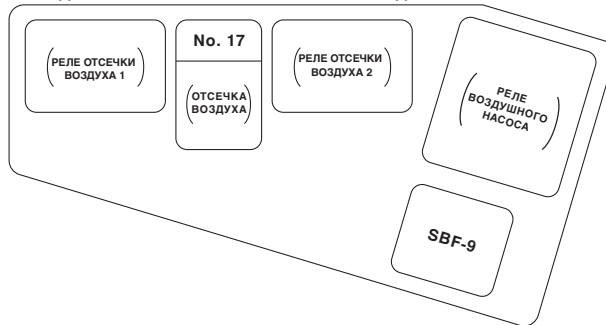 (РЕЛЕ ОТСЕЧКИ
ВОЗДУХА 1)
No. 17
(ОТСЕЧКА
ВОЗДУХА)
(РЕЛЕ ОТСЕЧКИ
ВОЗДУХА 2)
(РЕЛЕ
ВОЗДУШНОГО
НАСОСА)
SBF-9